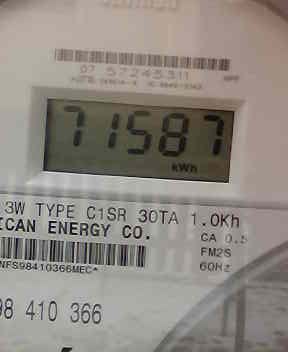 07 57245311
71587
kWh
3W TYPE C1SR 30TA 1.0Kh
ICAN ENERGY CO.
CA 0.5
FM2S
60Hz
NFS98410366MEC*
98 410 366